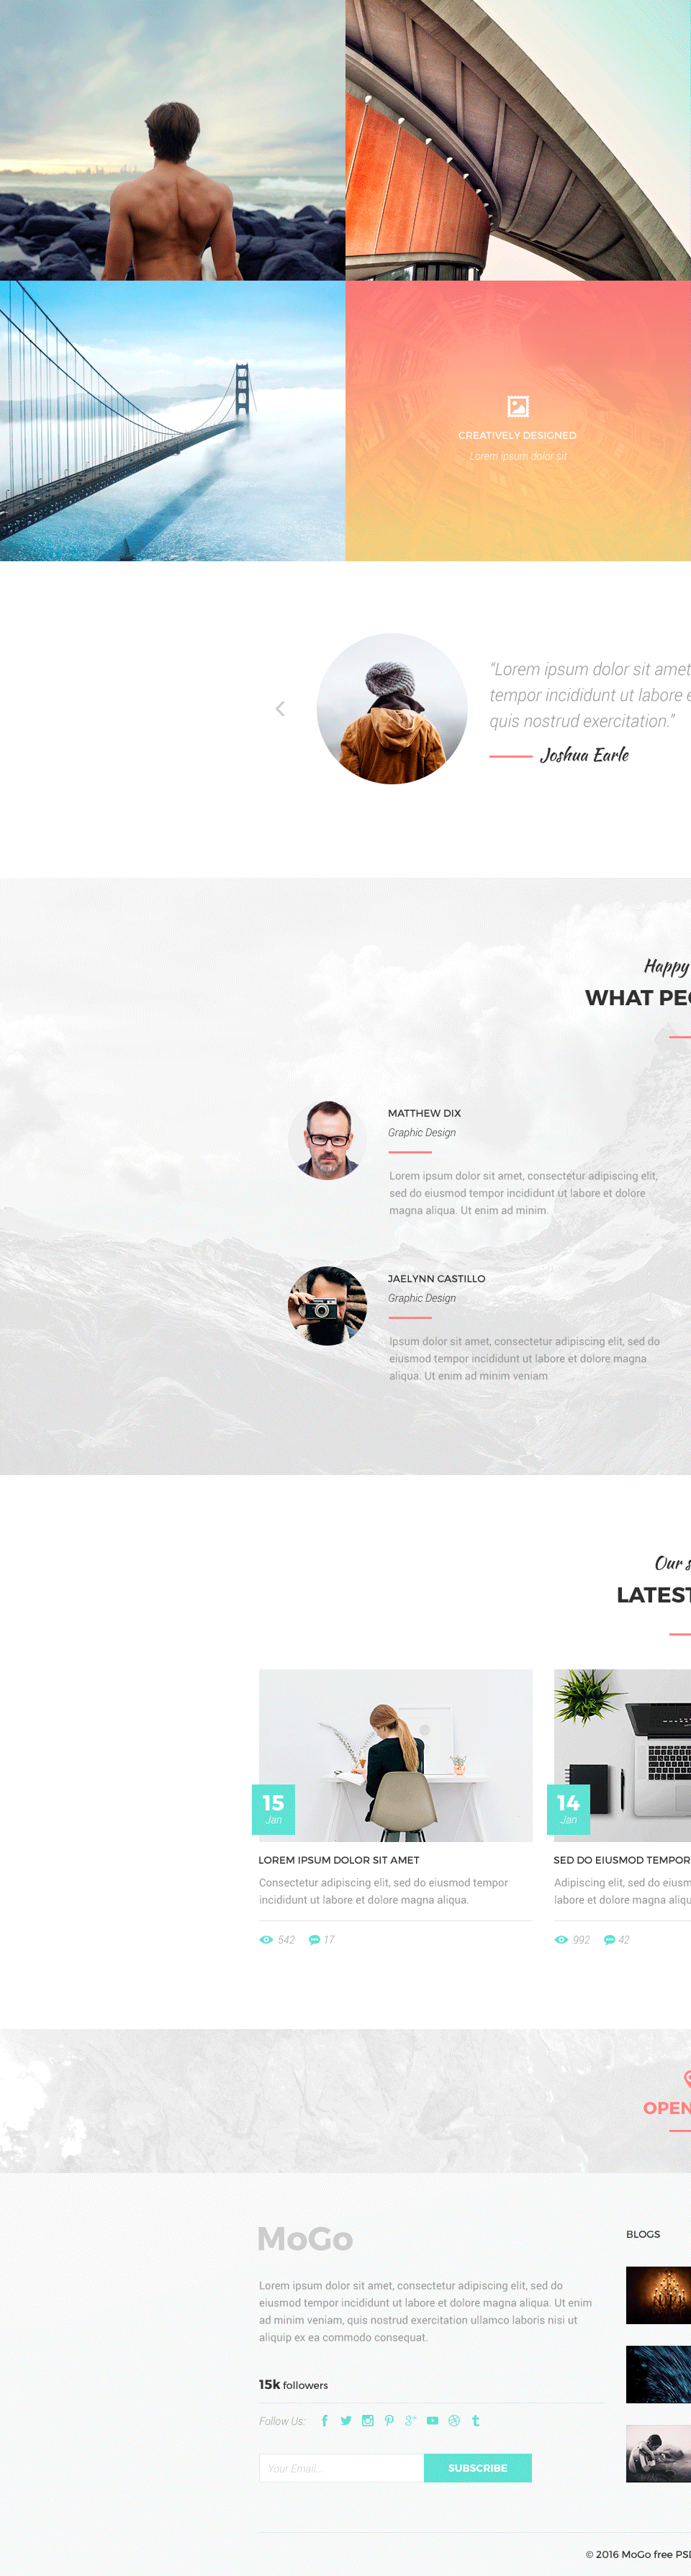 CREATIVELY DESIGNED
Lorem ipsum dolor sit
“Lorem ipsum dolor sit amet
tempor incididunt ut labore e
quis nostrud exercitation.”
Joshua Earle
Happy
WHAT PEO
MATTHEW DIX
Graphic Design
Lorem ipsum dolor sit amet, consectetur adipiscing elit,
sed do eiusmod tempor incididunt ut labore et dolore
magna aliqua. Ut enim ad minim.
JAELYNN CASTILLO
Graphic Design
Ipsum dolor sit amet, consectetur adipiscing elit, sed do
eiusmod tempor incididunt ut labore et dolore magna
aliqua. Ut enim ad minim veniam
Our s
LATEST
15
Jan
LOREM IPSUM DOLOR SIT AMET
Consectetur adipiscing elit, sed do eiusmod tempor
incididunt ut labore et dolore magna aliqua.
542 17
14
Jan
SED DO EIUSMOD TEMPOR
Adipiscing elit, sed do eiusm
labore et dolore magna aliqu
992 42
OPEN
MoGo
Lorem ipsum dolor sit amet, consectetur adipiscing elit, sed do
eiusmod tempor incididunt ut labore et dolore magna aliqua. Ut enim
ad minim veniam, quis nostrud exercitation ullamco laboris nisi ut
aliquip ex ea commodo consequat.
15k followers
Follow Us:
Your Email...
SUBSCRIBE
BLOGS
© 2016 MoGo free PSD